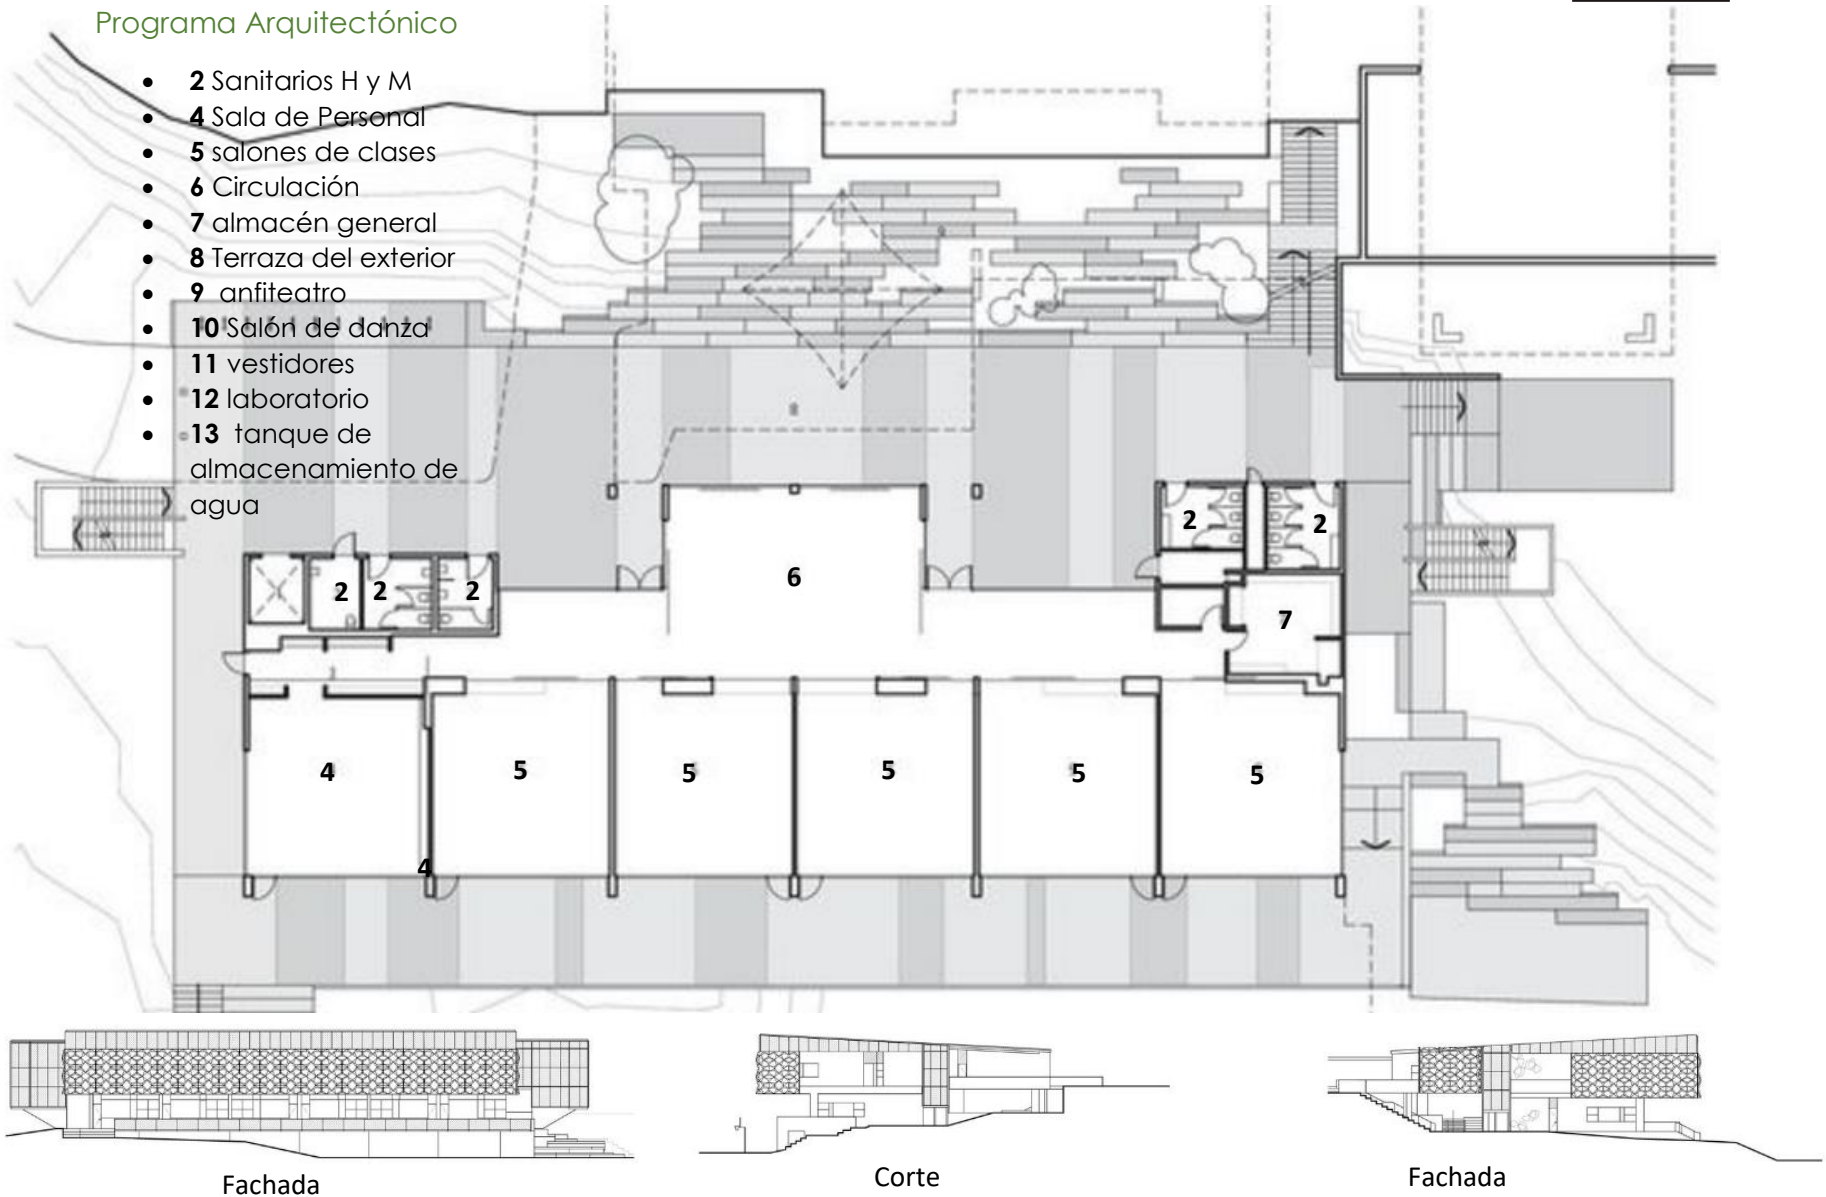 Programa Arquitectónico
• 2 Sanitarios H y M
• 4 Sala de Personal
• 5 salones de clases
• 6 Circulación
• 7 almacén general
• 8 Terraza del exterior
• 9 anfiteatro
• 10 Salón de danza
• 11 vestidores
• 12 laboratorio
• 13 tanque de
almacenamiento de
agua
9
8
2 2
6
2 2 2
7
4 5 5 5 5 5
4
Fachada Corte Fachada